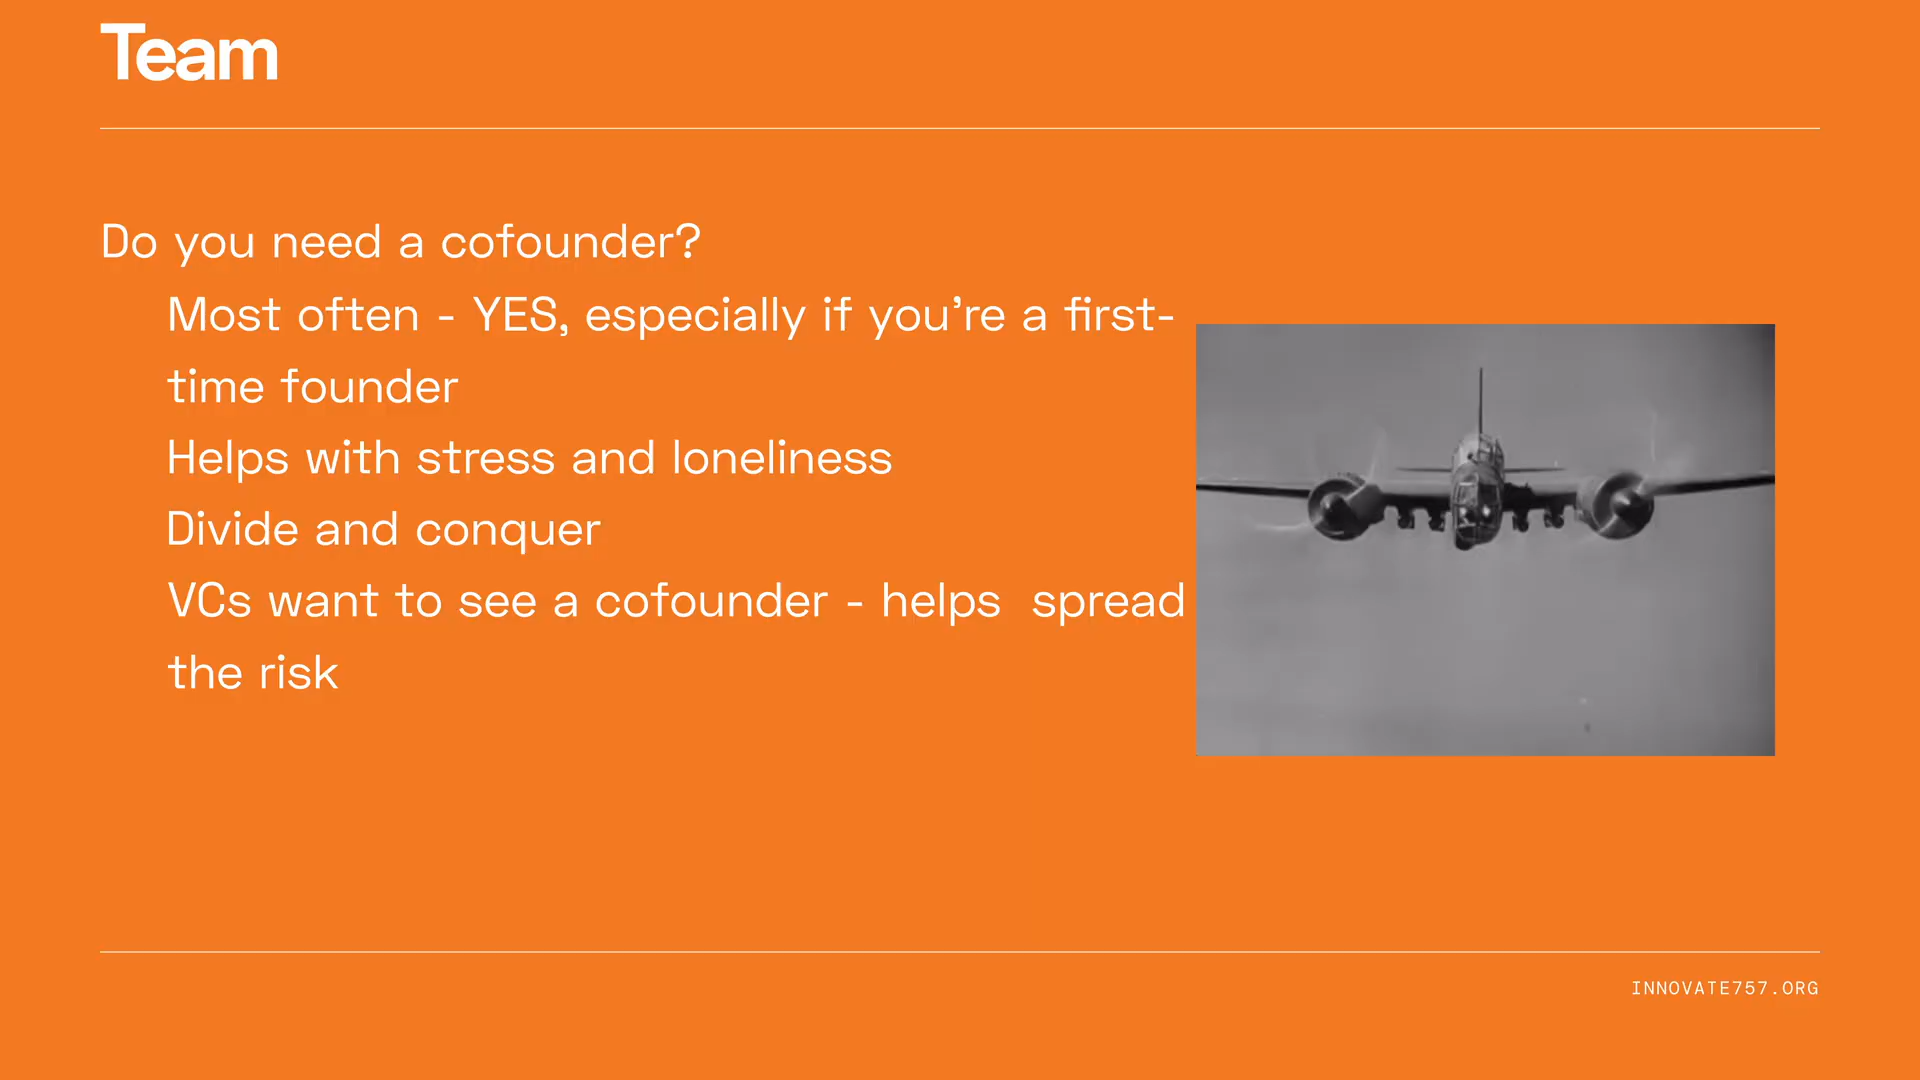 Team
Do you need a cofounder?
Most often - YES, especially if you’re a first-
time founder
Helps with stress and loneliness
Divide and conquer
VCs want to see a cofounder - helps  spread
the risk
INNOVATE757.ORG